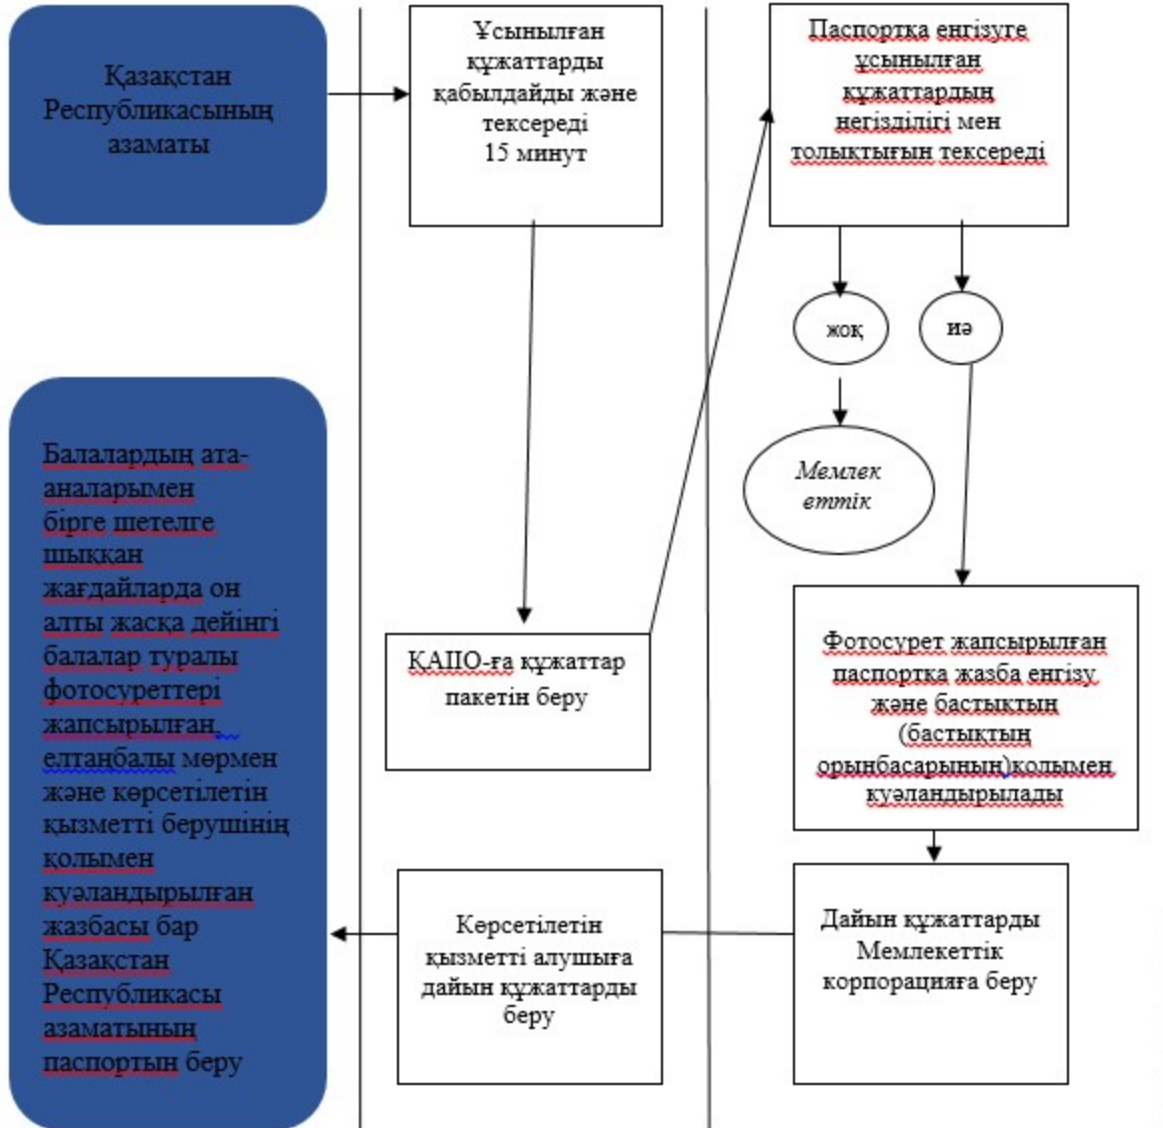 Қазақстан
Республикасының
азаматы
Ұсынылған
құжаттарды
қабылдайды және
тексереді
15 минут
Паспортқа енгізуге
ұсынылған
құжаттардың
негізділігі мен
толықтығын тексереді
жоқ
иә
Мемлек
еттік
Балалардың ата-
аналарымен
бірге шетелге
шыққан
жағдайларда он
алты жасқа дейінгі
балалар туралы
фотосуреттері
жапсырылған,
елтаңбалы мөрмен
және көрсетілетін
қызметті берушінің
қолымен
куәландырылған
жазбасы бар
Қазақстан
Республикасы
азаматының
паспортын беру
ҚАПО-ға құжаттар
пакетін беру
Фотосурет жапсырылған
паспортқа жазба енгізу
және бастықтың
(бастықтың
орынбасарының)қолымен
куәландырылады
Көрсетілетін
қызметті алушыға
дайын құжаттарды
беру
Дайын құжаттарды
Мемлекеттік
корпорацияға беру